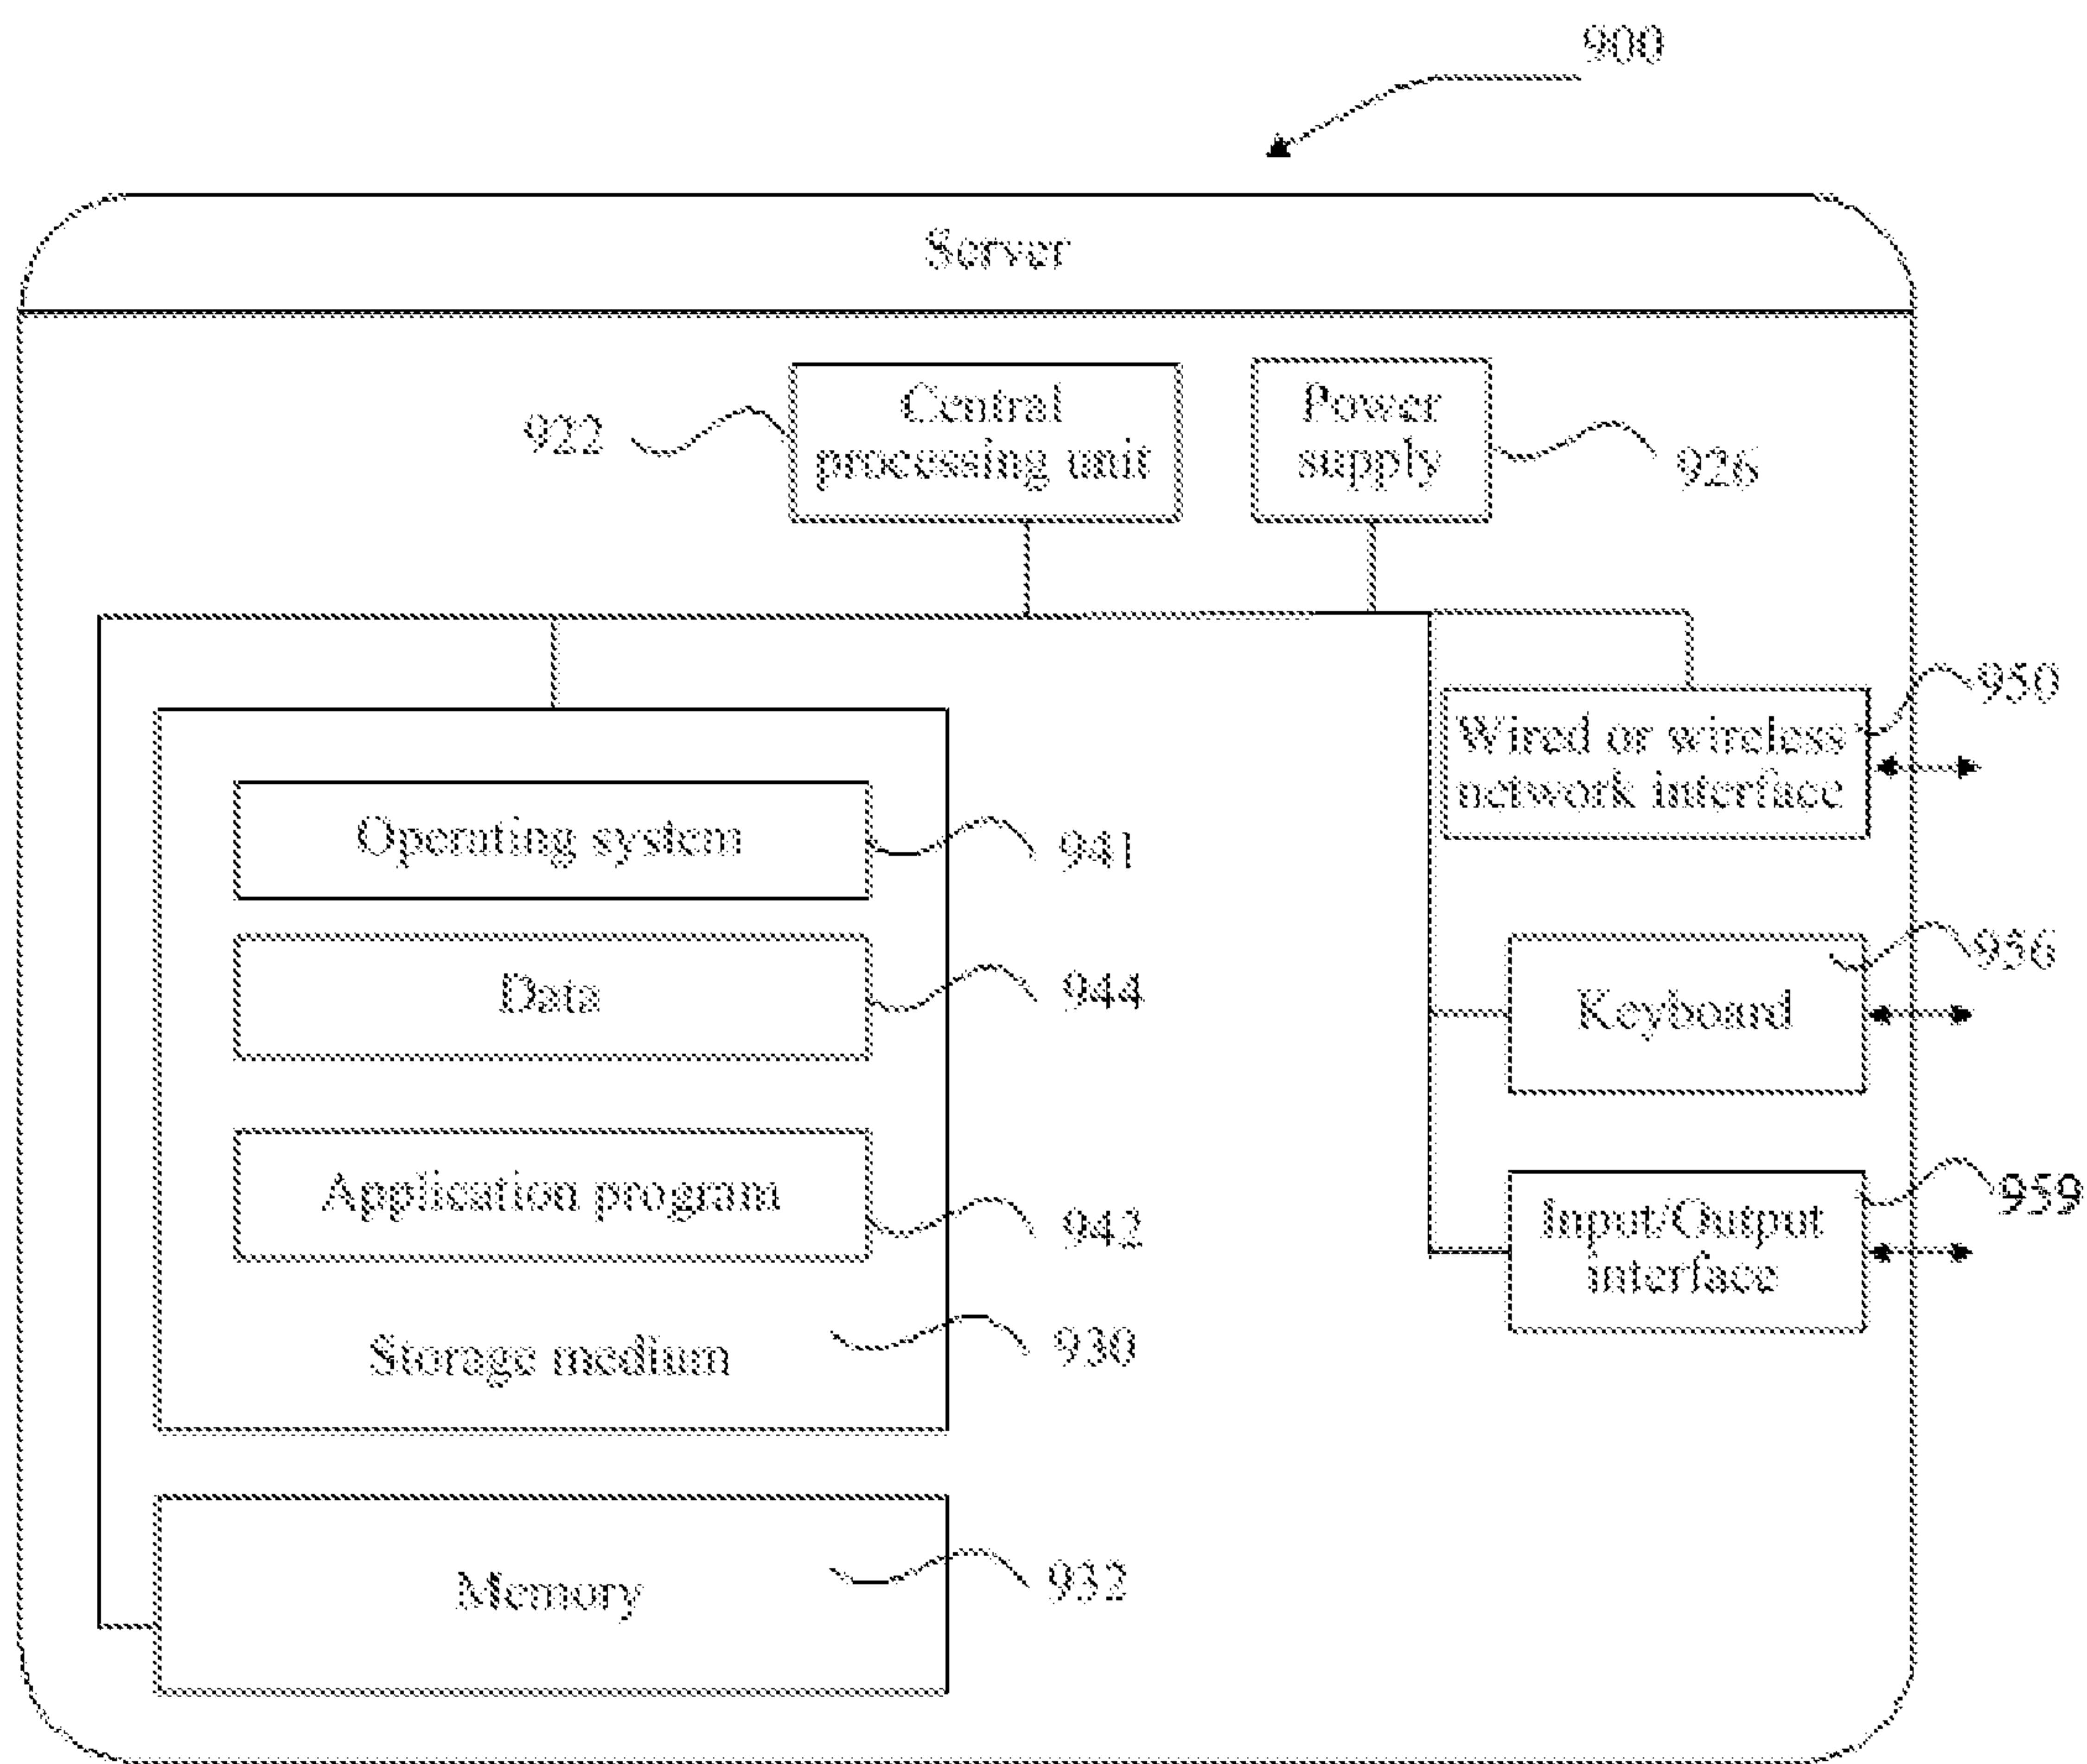 900
Server
922
Central
processing unit
Power
supply
926
950
Wired or wireless
network interface
Operating system
941
956
Keyboard
Data
944
959
Input/Output
interface
Application program
942
Storage medium
930
Memory
932